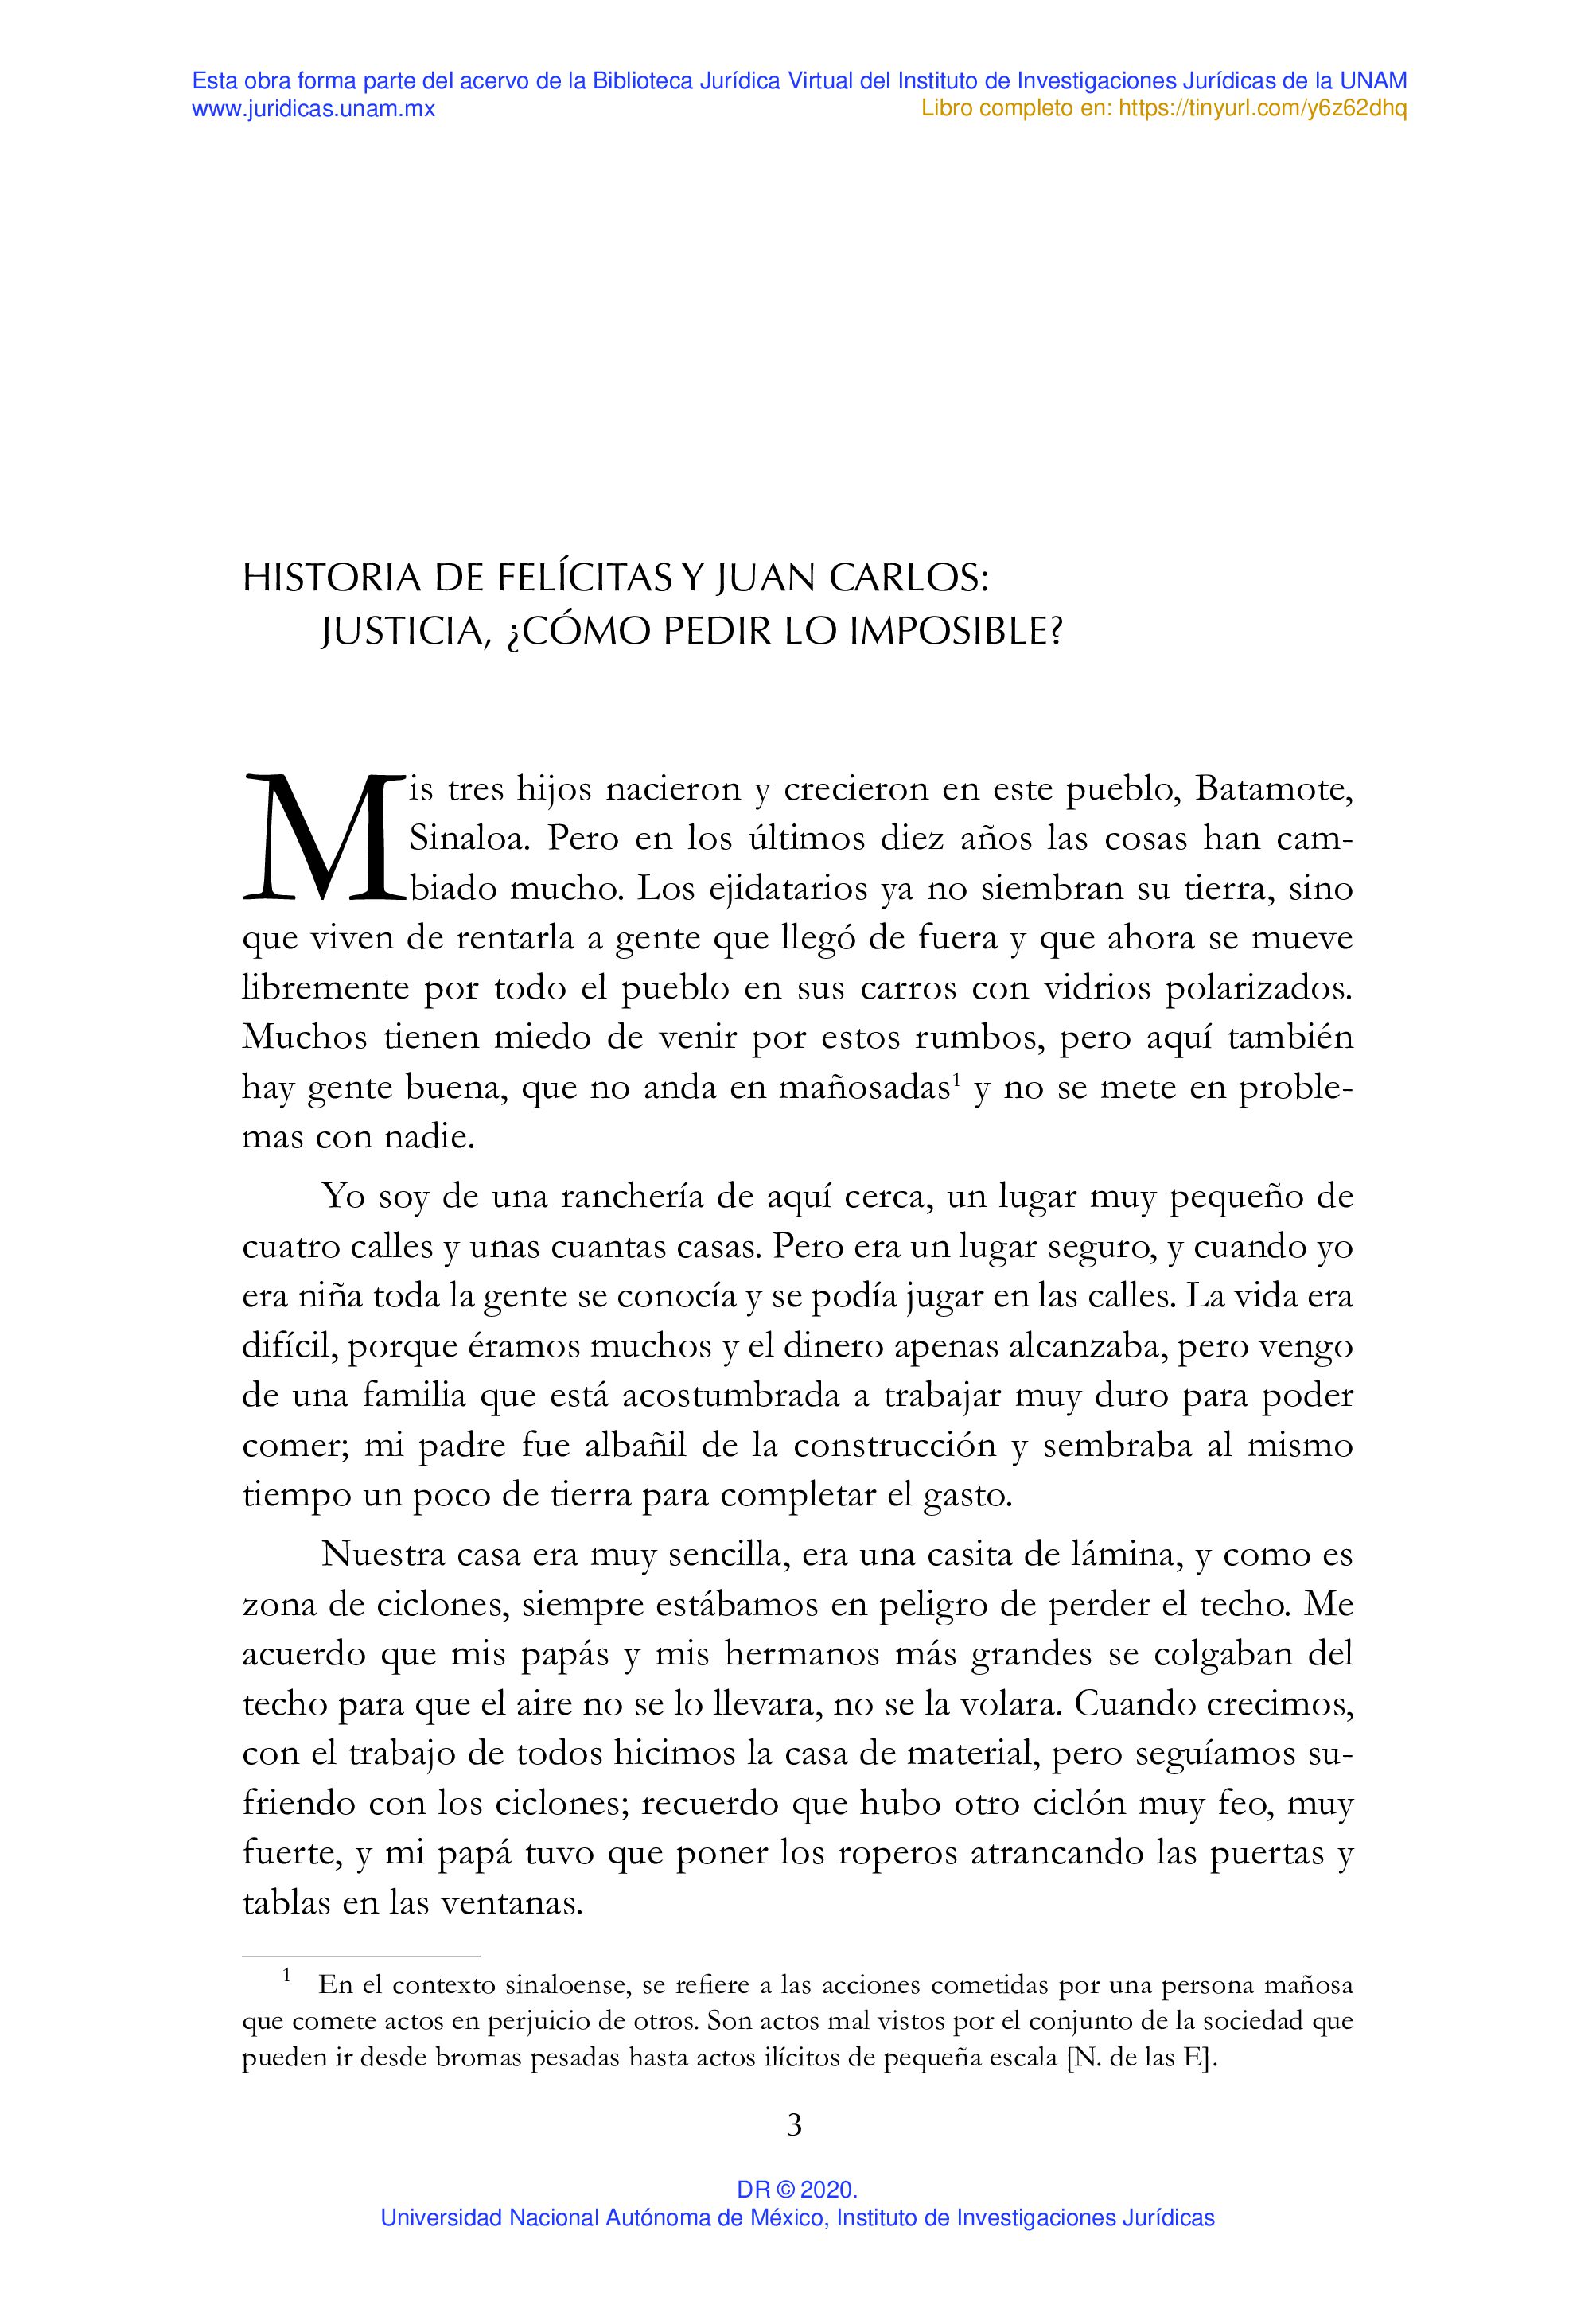 Esta obra forma parte del acervo de la Biblioteca Jurídica Virtual del Instituto de Investigaciones Jurídicas de la UNAM
www.juridicas.unam.mx
Libro completo en: https://tinyurl.com/y6z62dhq
HISTORIA DE FELÍCITAS Y JUAN CARLOS:
JUSTICIA, ¿CÓMO PEDIR LO IMPOSIBLE?
Mis tres hijos nacieron y crecieron en este pueblo, Batamote,
Sinaloa. Pero en los últimos diez años las cosas han cam-
biado mucho. Los ejidatarios ya no siembran su tierra, sino
que viven de rentarla a gente que llegó de fuera y que ahora se mueve
libremente por todo el pueblo en sus carros con vidrios polarizados.
Muchos tienen miedo de venir por estos rumbos, pero aquí también
hay gente buena, que no anda en mañosadas¹ y no se mete en proble-
mas con nadie.
Yo soy de una ranchería de aquí cerca, un lugar muy pequeño de
cuatro calles y unas cuantas casas. Pero era un lugar seguro, y cuando yo
era niña toda la gente se conocía y se podía jugar en las calles. La vida era
difícil, porque éramos muchos y el dinero apenas alcanzaba, pero vengo
de una familia que está acostumbrada a trabajar muy duro para poder
comer; mi padre fue albañil de la construcción y sembraba al mismo
tiempo un poco de tierra para completar el gasto.
Nuestra casa era muy sencilla, era una casita de lámina, y como es
zona de ciclones, siempre estábamos en peligro de perder el techo. Me
acuerdo que mis papás y mis hermanos más grandes se colgaban del
techo para que el aire no se lo llevara, no se la volara. Cuando crecimos,
con el trabajo de todos hicimos la casa de material, pero seguíamos su-
friendo con los ciclones; recuerdo que hubo otro ciclón muy feo, muy
fuerte, y mi papá tuvo que poner los roperos atrancando las puertas y
tablas en las ventanas.
¹ En el contexto sinaloense, se refiere a las acciones cometidas por una persona mañosa
que comete actos en perjuicio de otros. Son actos mal vistos por el conjunto de la sociedad que
pueden ir desde bromas pesadas hasta actos ilícitos de pequeña escala [N. de las E].
3
DR © 2020.
Universidad Nacional Autónoma de México, Instituto de Investigaciones Jurídicas